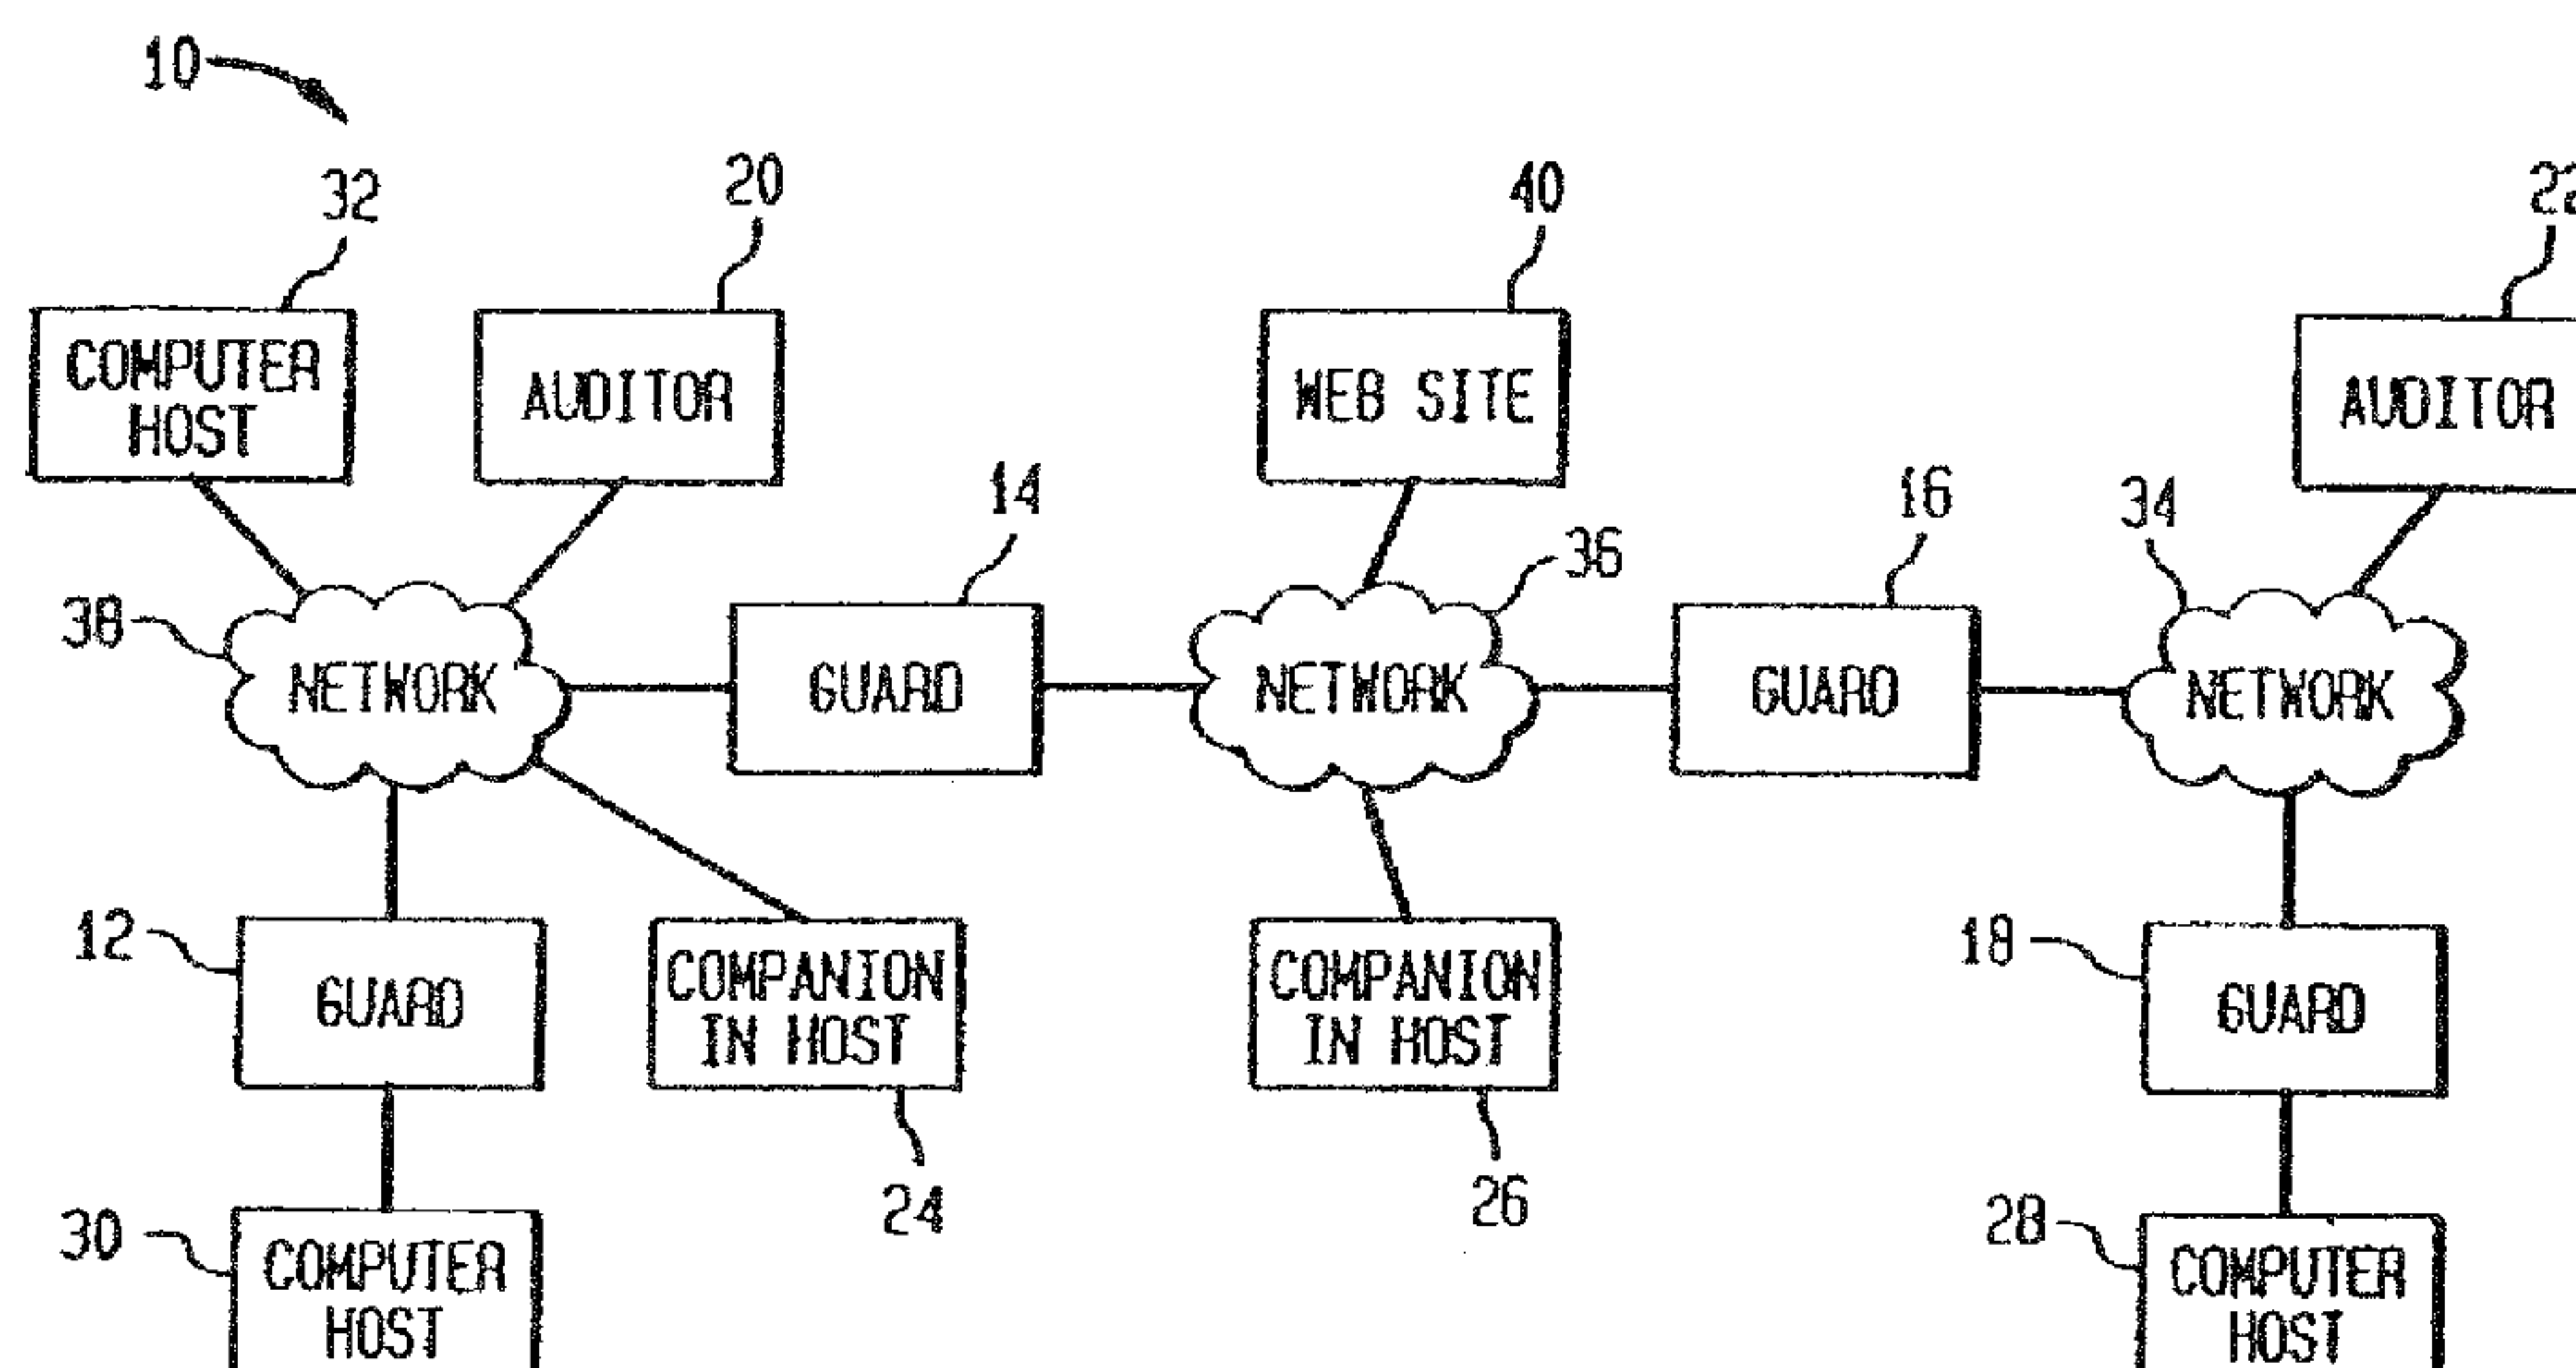 10
32
20
40
22
COMPUTER
HOST
AUDITOR
WEB SITE
AUDITOR
14
16
34
36
38
NETWORK
GUARD
NETWORK
GUARD
NETWORK
12
GUARD
COMPANION
IN HOST
COMPANION
IN HOST
18
GUARD
24
26
30
COMPUTER
HOST
28
COMPUTER
HOST